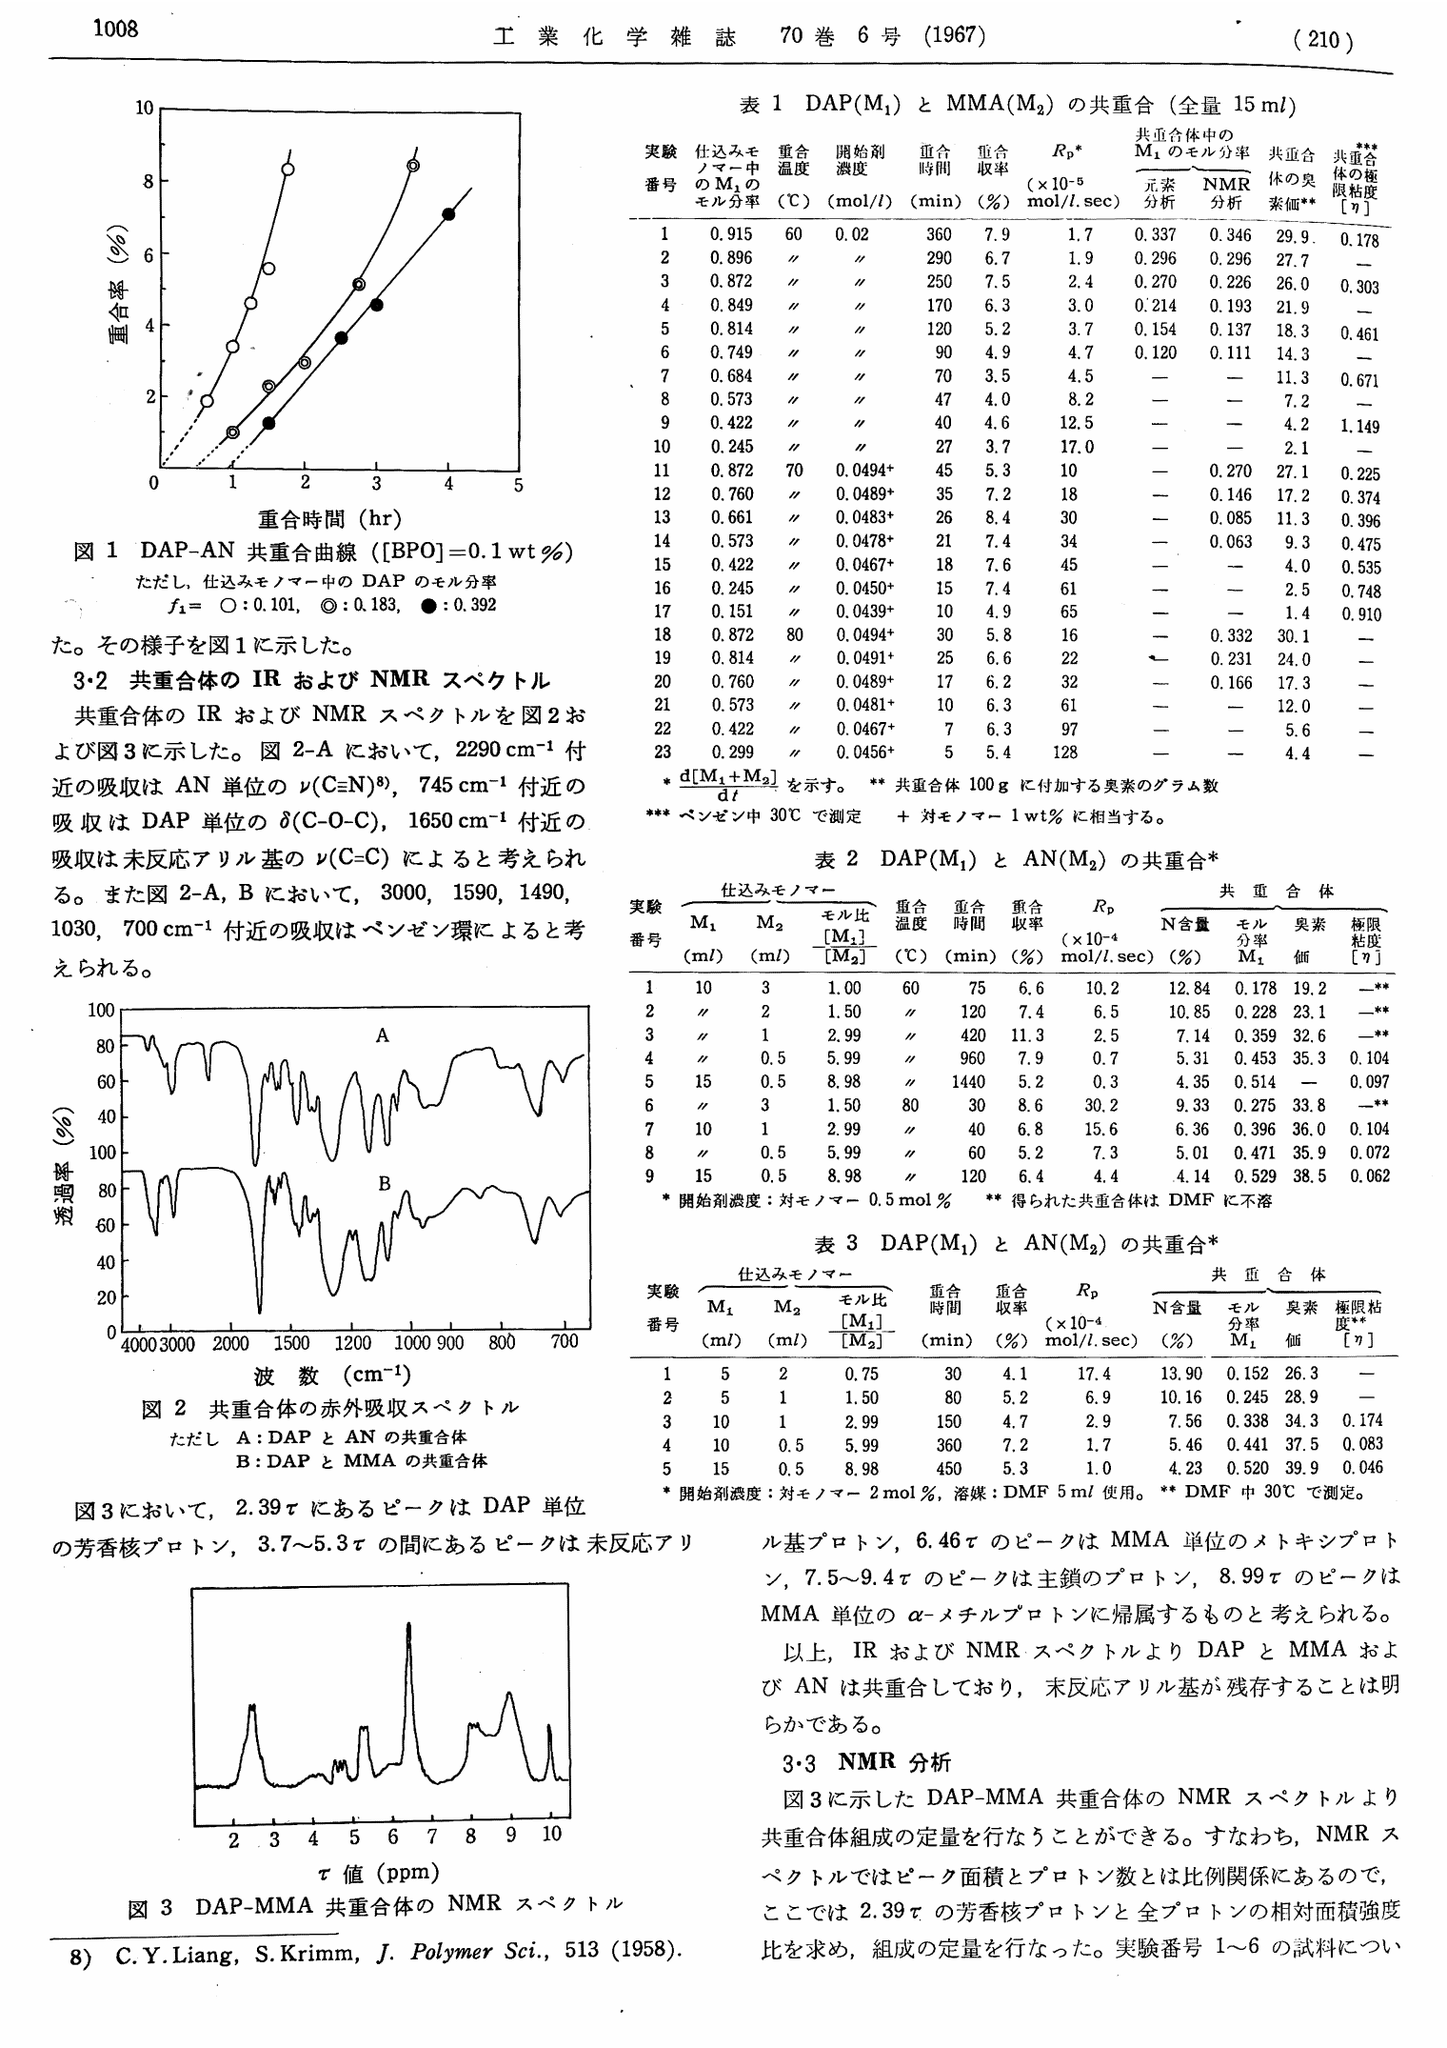 1008
工業化学雑誌 70巻 6号 (1967)
(210)
10
8
6
4
2
0 1 2 3 4 5
重合率 (%)
重合時間 (hr)
図 1 DAP-AN 共重合曲線 ([BPO]=0.1 wt%)
ただし, 仕込みモノマー中の DAP のモル分率
f₁= ○:0.101, ◎:0.183, ●:0.392
た。その様子を図1に示した。
3·2 共重合体の IR および NMR スペクトル
共重合体の IR および NMR スペクトルを図2お
よび図3に示した。図 2-A において, 2290 cm⁻¹ 付
近の吸収は AN 単位の ν(C≡N)⁸⁾, 745 cm⁻¹ 付近の
吸収は DAP 単位の δ(C-O-C), 1650 cm⁻¹ 付近の
吸収は未反応アリル基の ν(C=C) によると考えられ
る。また図 2-A, B において, 3000, 1590, 1490,
1030, 700 cm⁻¹ 付近の吸収はベンゼン環によると考
えられる。
100
80
60
40
100
80
60
40
20
0
A
B
透過率 (%)
4000 3000 2000 1500 1200 1000 900 800 700
波数 (cm⁻¹)
図 2 共重合体の赤外吸収スペクトル
ただし A:DAP と AN の共重合体
B:DAP と MMA の共重合体
図3において, 2.39τ にあるピークは DAP 単位
の芳香核プロトン, 3.7～5.3τ の間にあるピークは未反応アリ
2 3 4 5 6 7 8 9 10
τ 値 (ppm)
図 3 DAP-MMA 共重合体の NMR スペクトル
8) C.Y.Liang, S.Krimm, J. Polymer Sci., 513 (1958).
表 1 DAP(M₁) と MMA(M₂) の共重合 (全量 15 ml)
実験番号 仕込みモノマー中のM₁のモル分率 重合温度 (℃) 開始剤濃度 (mol/l) 重合時間 (min) 重合収率 (%) Rp* (×10⁻⁵ mol/l.sec) 共重合体中のM₁のモル分率 元素分析 NMR分析 共重合体の臭素価** 共重合体の極限粘度*** [η]
1 0.915 60 0.02 360 7.9 1.7 0.337 0.346 29.9 0.178
2 0.896 〃 〃 290 6.7 1.9 0.296 0.296 27.7 —
3 0.872 〃 〃 250 7.5 2.4 0.270 0.226 26.0 0.303
4 0.849 〃 〃 170 6.3 3.0 0.214 0.193 21.9 —
5 0.814 〃 〃 120 5.2 3.7 0.154 0.137 18.3 0.461
6 0.749 〃 〃 90 4.9 4.7 0.120 0.111 14.3 —
7 0.684 〃 〃 70 3.5 4.5 — — 11.3 0.671
8 0.573 〃 〃 47 4.0 8.2 — — 7.2 —
9 0.422 〃 〃 40 4.6 12.5 — — 4.2 1.149
10 0.245 〃 〃 27 3.7 17.0 — — 2.1 —
11 0.872 70 0.0494+ 45 5.3 10 — 0.270 27.1 0.225
12 0.760 〃 0.0489+ 35 7.2 18 — 0.146 17.2 0.374
13 0.661 〃 0.0483+ 26 8.4 30 — 0.085 11.3 0.396
14 0.573 〃 0.0478+ 21 7.4 34 — 0.063 9.3 0.475
15 0.422 〃 0.0467+ 18 7.6 45 — — 4.0 0.535
16 0.245 〃 0.0450+ 15 7.4 61 — — 2.5 0.748
17 0.151 〃 0.0439+ 10 4.9 65 — — 1.4 0.910
18 0.872 80 0.0494+ 30 5.8 16 — 0.332 30.1 —
19 0.814 〃 0.0491+ 25 6.6 22 — 0.231 24.0 —
20 0.760 〃 0.0489+ 17 6.2 32 — 0.166 17.3 —
21 0.573 〃 0.0481+ 10 6.3 61 — — 12.0 —
22 0.422 〃 0.0467+ 7 6.3 97 — — 5.6 —
23 0.299 〃 0.0456+ 5 5.4 128 — — 4.4 —
* d[M₁+M₂]/dt を示す。 ** 共重合体 100g に付加する臭素のグラム数
*** ベンゼン中 30℃ で測定 + 対モノマー 1 wt% に相当する。
表 2 DAP(M₁) と AN(M₂) の共重合*
実験番号 仕込みモノマー M₁ (ml) M₂ (ml) モル比 [M₁]/[M₂] 重合温度 (℃) 重合時間 (min) 重合収率 (%) Rp (×10⁻⁴ mol/l.sec) 共重合体 N含量 (%) モル分率 M₁ 臭素価 極限粘度 [η]
1 10 3 1.00 60 75 6.6 10.2 12.84 0.178 19.2 —**
2 〃 2 1.50 〃 120 7.4 6.5 10.85 0.228 23.1 —**
3 〃 1 2.99 〃 420 11.3 2.5 7.14 0.359 32.6 —**
4 〃 0.5 5.99 〃 960 7.9 0.7 5.31 0.453 35.3 0.104
5 15 0.5 8.98 〃 1440 5.2 0.3 4.35 0.514 — 0.097
6 〃 3 1.50 80 30 8.6 30.2 9.33 0.275 33.8 —**
7 10 1 2.99 〃 40 6.8 15.6 6.36 0.396 36.0 0.104
8 〃 0.5 5.99 〃 60 5.2 7.3 5.01 0.471 35.9 0.072
9 15 0.5 8.98 〃 120 6.4 4.4 4.14 0.529 38.5 0.062
* 開始剤濃度:対モノマー 0.5 mol% ** 得られた共重合体は DMF に不溶
表 3 DAP(M₁) と AN(M₂) の共重合*
実験番号 仕込みモノマー M₁ (ml) M₂ (ml) モル比 [M₁]/[M₂] 重合時間 (min) 重合収率 (%) Rp (×10⁻⁴ mol/l.sec) 共重合体 N含量 (%) モル分率 M₁ 臭素価 極限粘度** [η]
1 5 2 0.75 30 4.1 17.4 13.90 0.152 26.3 —
2 5 1 1.50 80 5.2 6.9 10.16 0.245 28.9 —
3 10 1 2.99 150 4.7 2.9 7.56 0.338 34.3 0.174
4 10 0.5 5.99 360 7.2 1.7 5.46 0.441 37.5 0.083
5 15 0.5 8.98 450 5.3 1.0 4.23 0.520 39.9 0.046
* 開始剤濃度:対モノマー 2 mol%, 溶媒:DMF 5 ml 使用。 ** DMF 中 30℃ で測定。
ル基プロトン, 6.46τ のピークは MMA 単位のメトキシプロト
ン, 7.5～9.4τ のピークは主鎖のプロトン, 8.99τ のピークは
MMA 単位の α-メチルプロトンに帰属するものと考えられる。
以上, IR および NMR スペクトルより DAP と MMA およ
び AN は共重合しており, 末反応アリル基が残存することは明
らかである。
3·3 NMR 分析
図3に示した DAP-MMA 共重合体の NMR スペクトルより
共重合体組成の定量を行なうことができる。すなわち, NMR ス
ペクトルではピーク面積とプロトン数とは比例関係にあるので,
ここでは 2.39τ の芳香核プロトンと全プロトンの相対面積強度
比を求め, 組成の定量を行なった。実験番号 1～6 の試料につい